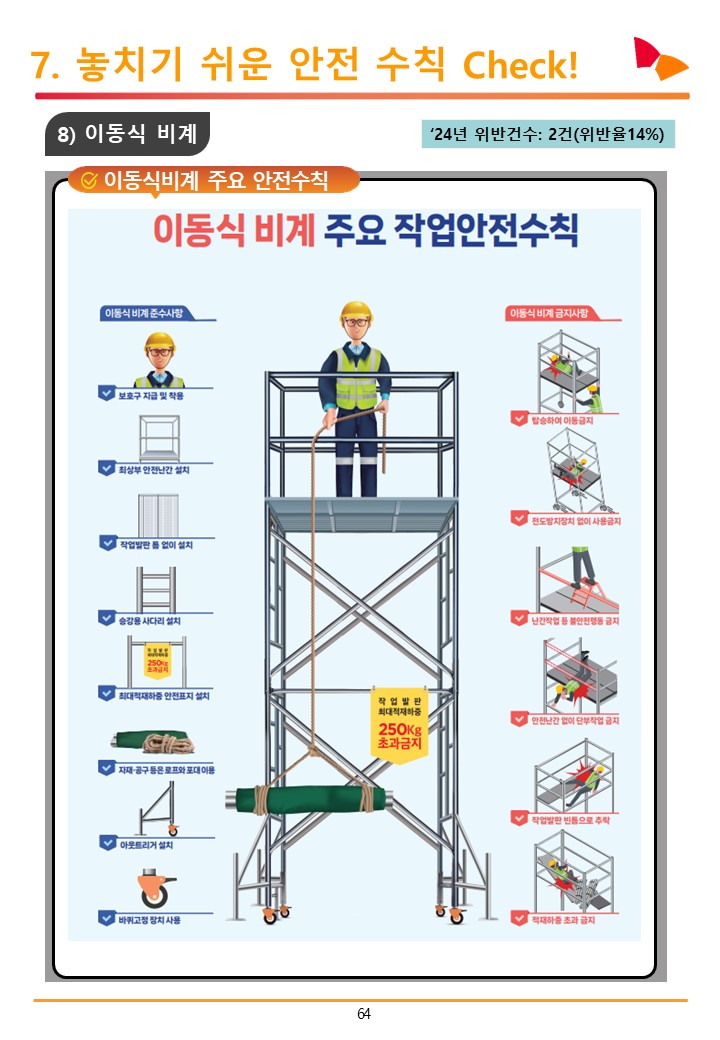 7. 놓치기 쉬운 안전 수칙 Check!
8) 이동식 비계
‘24년 위반건수: 2건(위반율14%)
이동식비계 주요 안전수칙
이동식 비계 주요 작업안전수칙
이동식 비계 준수사항
보호구 지급 및 착용
최상부 안전난간 설치
작업발판 틈 없이 설치
승강용 사다리 설치
작 업 발 판
최대적재하중
250Kg
초과금지
최대적재하중 안전표지 설치
자재·공구 등은 로프와 포대 이용
아웃트리거 설치
바퀴고정 장치 사용
작 업 발 판
최대적재하중
250Kg
초과금지
이동식 비계 금지사항
탑승하여 이동금지
전도방지장치 없이 사용금지
난간작업 등 불안전행동 금지
안전난간 없이 단부작업 금지
작업발판 빈틈으로 추락
적재하중 초과 금지
64